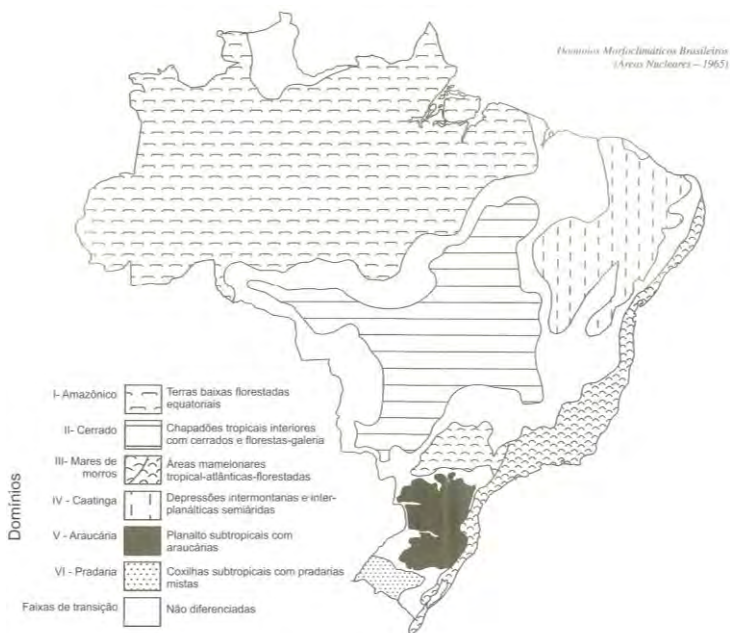 Domínios Morfoclimáticos Brasileiros
(Áreas Nucleares – 1965)
Domínios
I- Amazônico
Terras baixas florestadas
equatoriais
II- Cerrado
Chapadões tropicais interiores
com cerrados e florestas-galeria
III- Mares de
morros
Áreas mamelonares
tropical-atlânticas-florestadas
IV - Caatinga
Depressões intermontanas e inter-
planálticas semiáridas
V - Araucária
Planalto subtropicais com
araucárias
VI - Pradaria
Coxilhas subtropicais com pradarias
mistas
Faixas de transição
Não diferenciadas